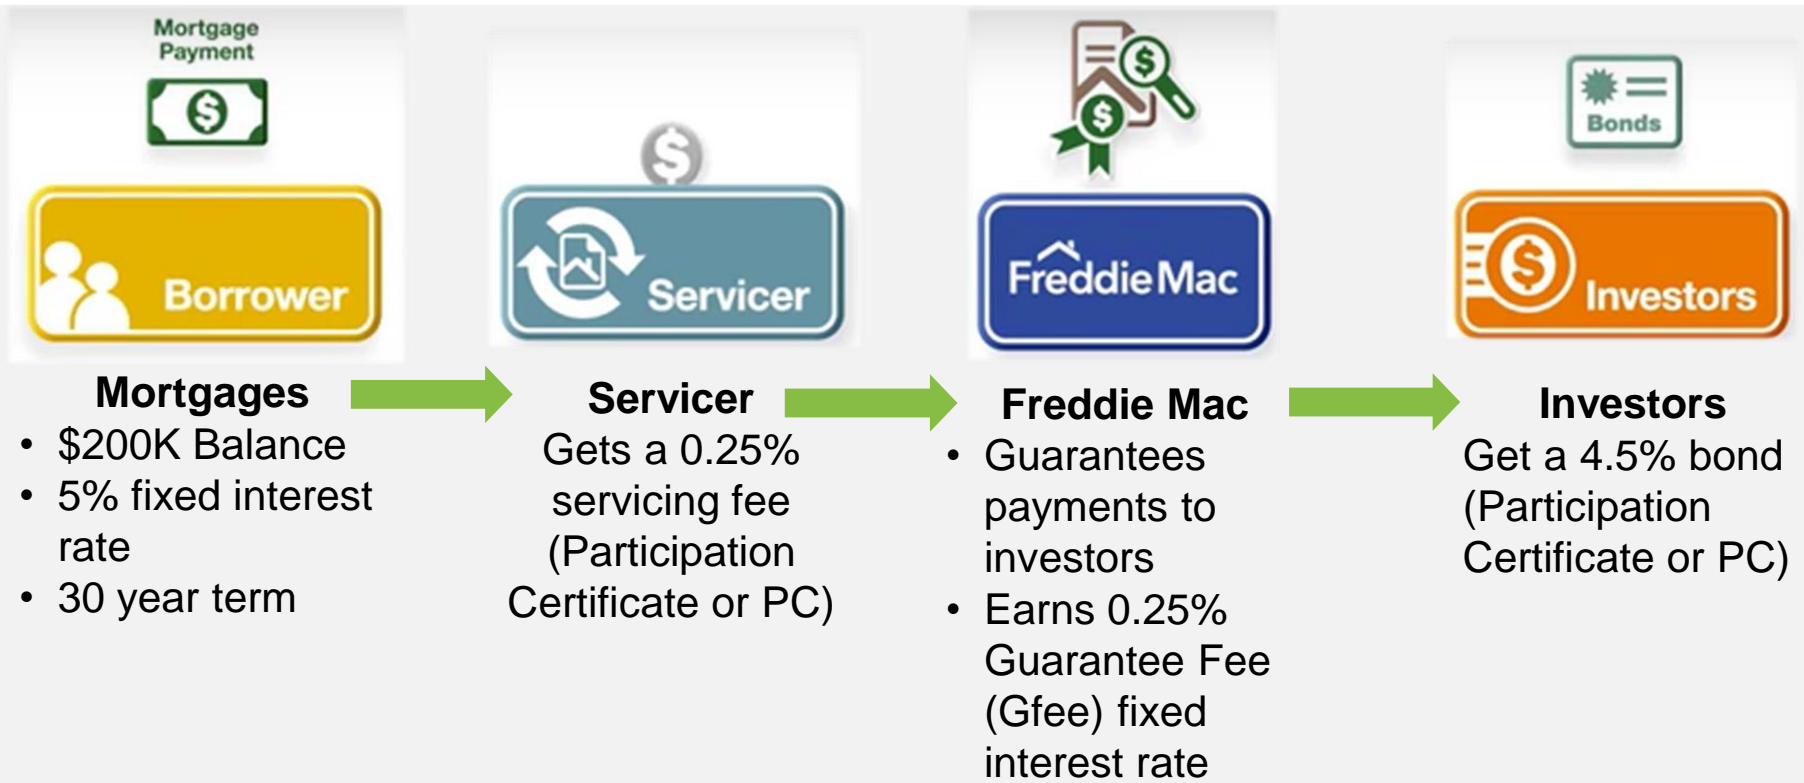 Mortgage
Payment
Borrower
Mortgages
• $200K Balance
• 5% fixed interest
rate
• 30 year term
Servicer
Servicer
Gets a 0.25%
servicing fee
(Participation
Certificate or PC)
Freddie Mac
Freddie Mac
• Guarantees
payments to
investors
• Earns 0.25%
Guarantee Fee
(Gfee) fixed
interest rate
Bonds
Investors
Investors
Get a 4.5% bond
(Participation
Certificate or PC)